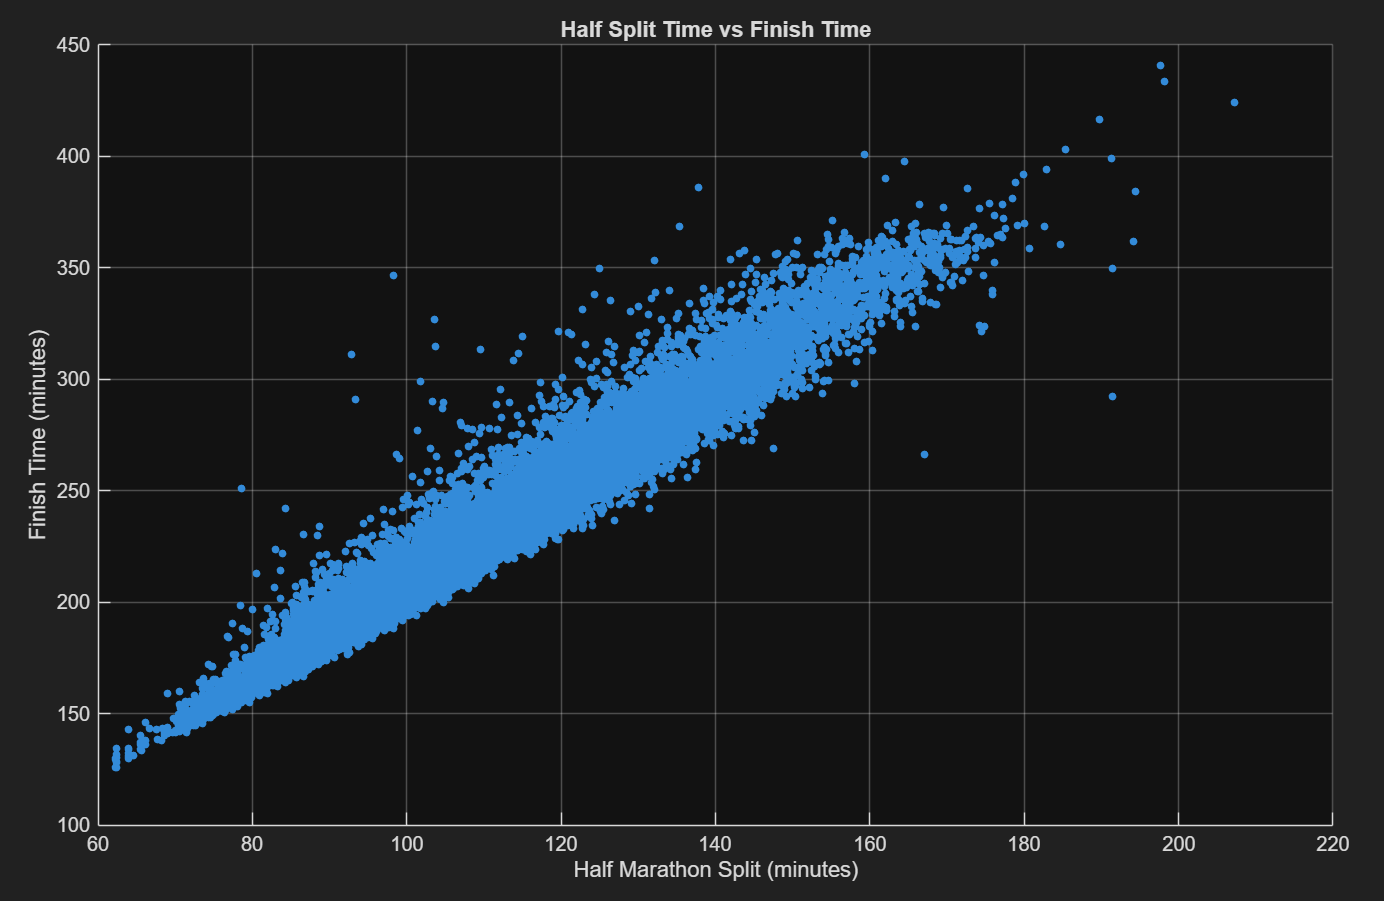 Half Split Time vs Finish Time
450
400
350
300
250
200
150
100
Finish Time (minutes)
60 80 100 120 140 160 180 200 220
Half Marathon Split (minutes)